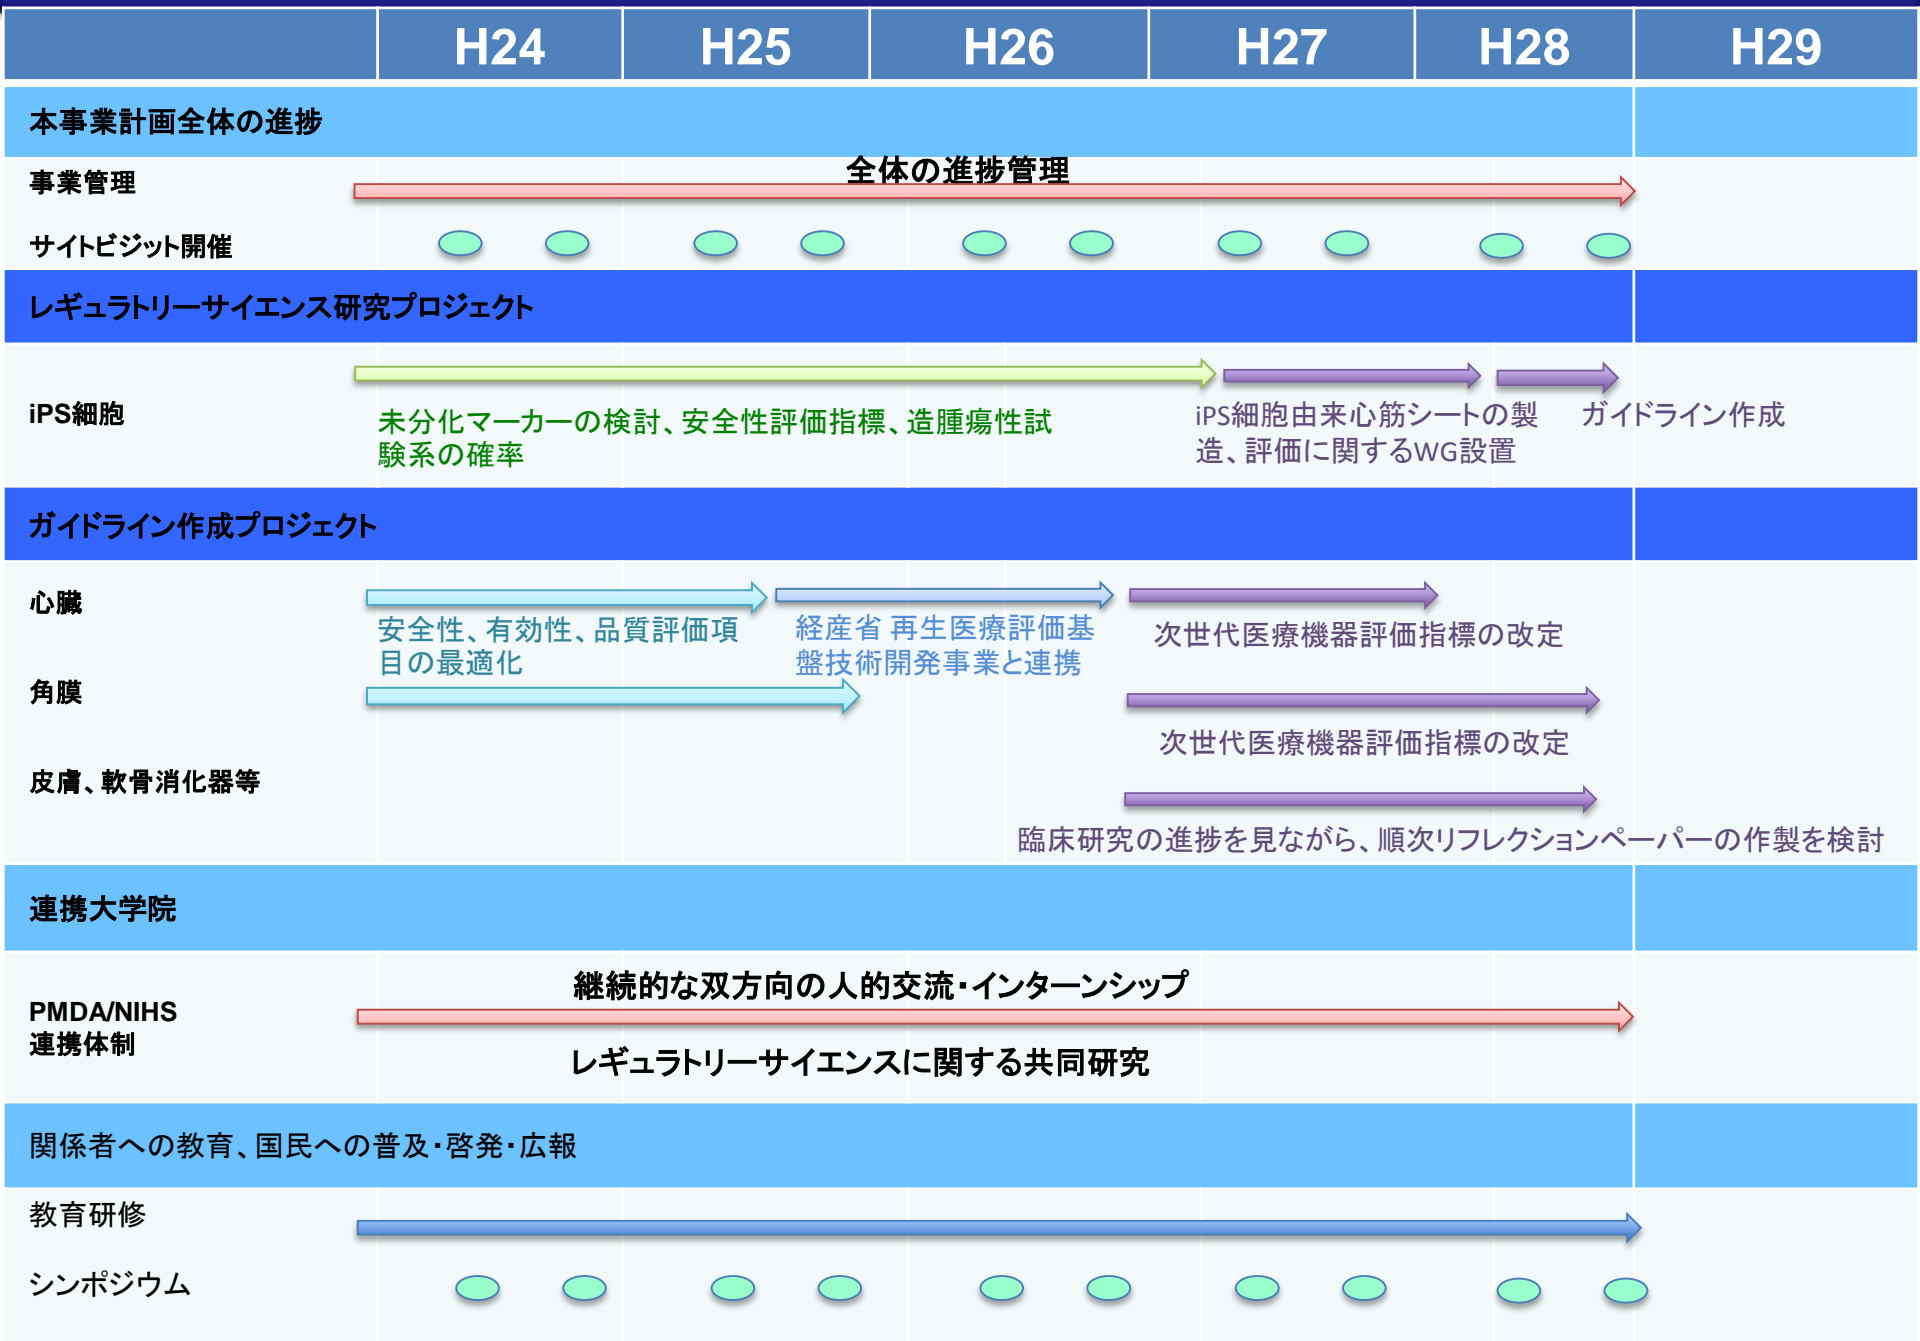 H24 H25 H26 H27 H28 H29
本事業計画全体の進捗
事業管理
全体の進捗管理
サイトビジット開催
レギュラトリーサイエンス研究プロジェクト
iPS細胞
未分化マーカーの検討、安全性評価指標、造腫瘍性試
験系の確率
iPS細胞由来心筋シートの製
造、評価に関するWG設置
ガイドライン作成
ガイドライン作成プロジェクト
心臓
安全性、有効性、品質評価項
目の最適化
経産省 再生医療評価基
盤技術開発事業と連携
次世代医療機器評価指標の改定
角膜
次世代医療機器評価指標の改定
皮膚、軟骨消化器等
臨床研究の進捗を見ながら、順次リフレクションペーパーの作製を検討
連携大学院
PMDA/NIHS
連携体制
継続的な双方向の人的交流・インターンシップ
レギュラトリーサイエンスに関する共同研究
関係者への教育、国民への普及・啓発・広報
教育研修
シンポジウム